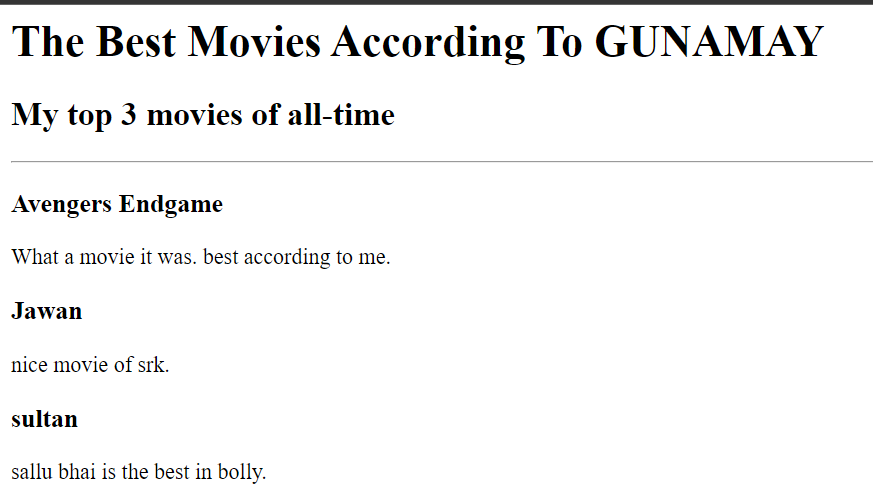 The Best Movies According To GUNAMAY
My top 3 movies of all-time
Avengers Endgame
What a movie it was. best according to me.
Jawan
nice movie of srk.
sultan
sallu bhai is the best in bolly.